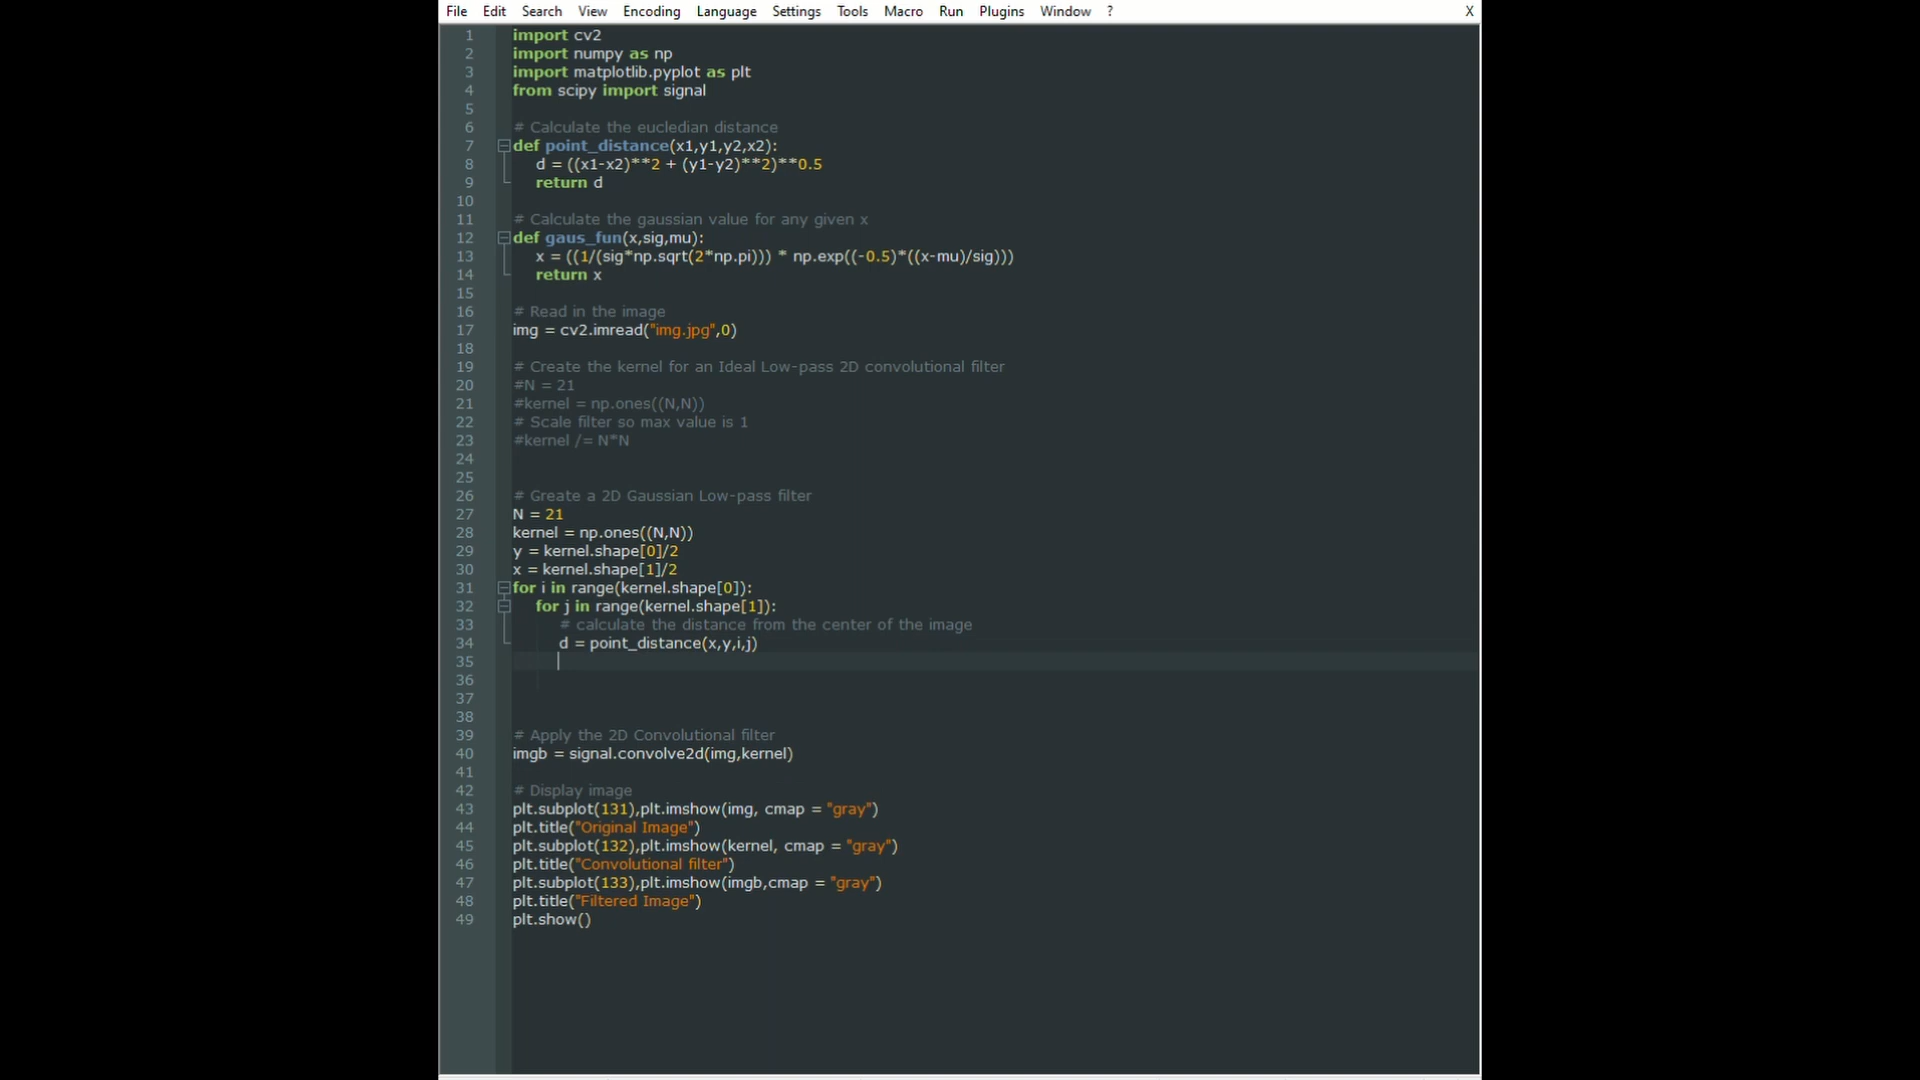 File Edit Search View Encoding Language Settings Tools Macro Run Plugins Window ? X
1 import cv2
2 import numpy as np
3 import matplotlib.pyplot as plt
4 from scipy import signal
5
6 # Calculate the eucledian distance
7 def point_distance(x1,y1,y2,x2):
8 d = ((x1-x2)**2 + (y1-y2)**2)**0.5
9 return d
10
11 # Calculate the gaussian value for any given x
12 def gaus_fun(x,sig,mu):
13 x = ((1/(sig*np.sqrt(2*np.pi))) * np.exp((-0.5)*((x-mu)/sig)))
14 return x
15
16 # Read in the image
17 img = cv2.imread("img.jpg",0)
18
19 # Create the kernel for an Ideal Low-pass 2D convolutional filter
20 #N = 21
21 #kernel = np.ones((N,N))
22 # Scale filter so max value is 1
23 #kernel /= N*N
24
25
26 # Greate a 2D Gaussian Low-pass filter
27 N = 21
28 kernel = np.ones((N,N))
29 y = kernel.shape[0]/2
30 x = kernel.shape[1]/2
31 for i in range(kernel.shape[0]):
32 for j in range(kernel.shape[1]):
33 # calculate the distance from the center of the image
34 d = point_distance(x,y,i,j)
35
36
37
38
39 # Apply the 2D Convolutional filter
40 imgb = signal.convolve2d(img,kernel)
41
42 # Display image
43 plt.subplot(131),plt.imshow(img, cmap = "gray")
44 plt.title("Original Image")
45 plt.subplot(132),plt.imshow(kernel, cmap = "gray")
46 plt.title("Convolutional filter")
47 plt.subplot(133),plt.imshow(imgb,cmap = "gray")
48 plt.title("Filtered Image")
49 plt.show()